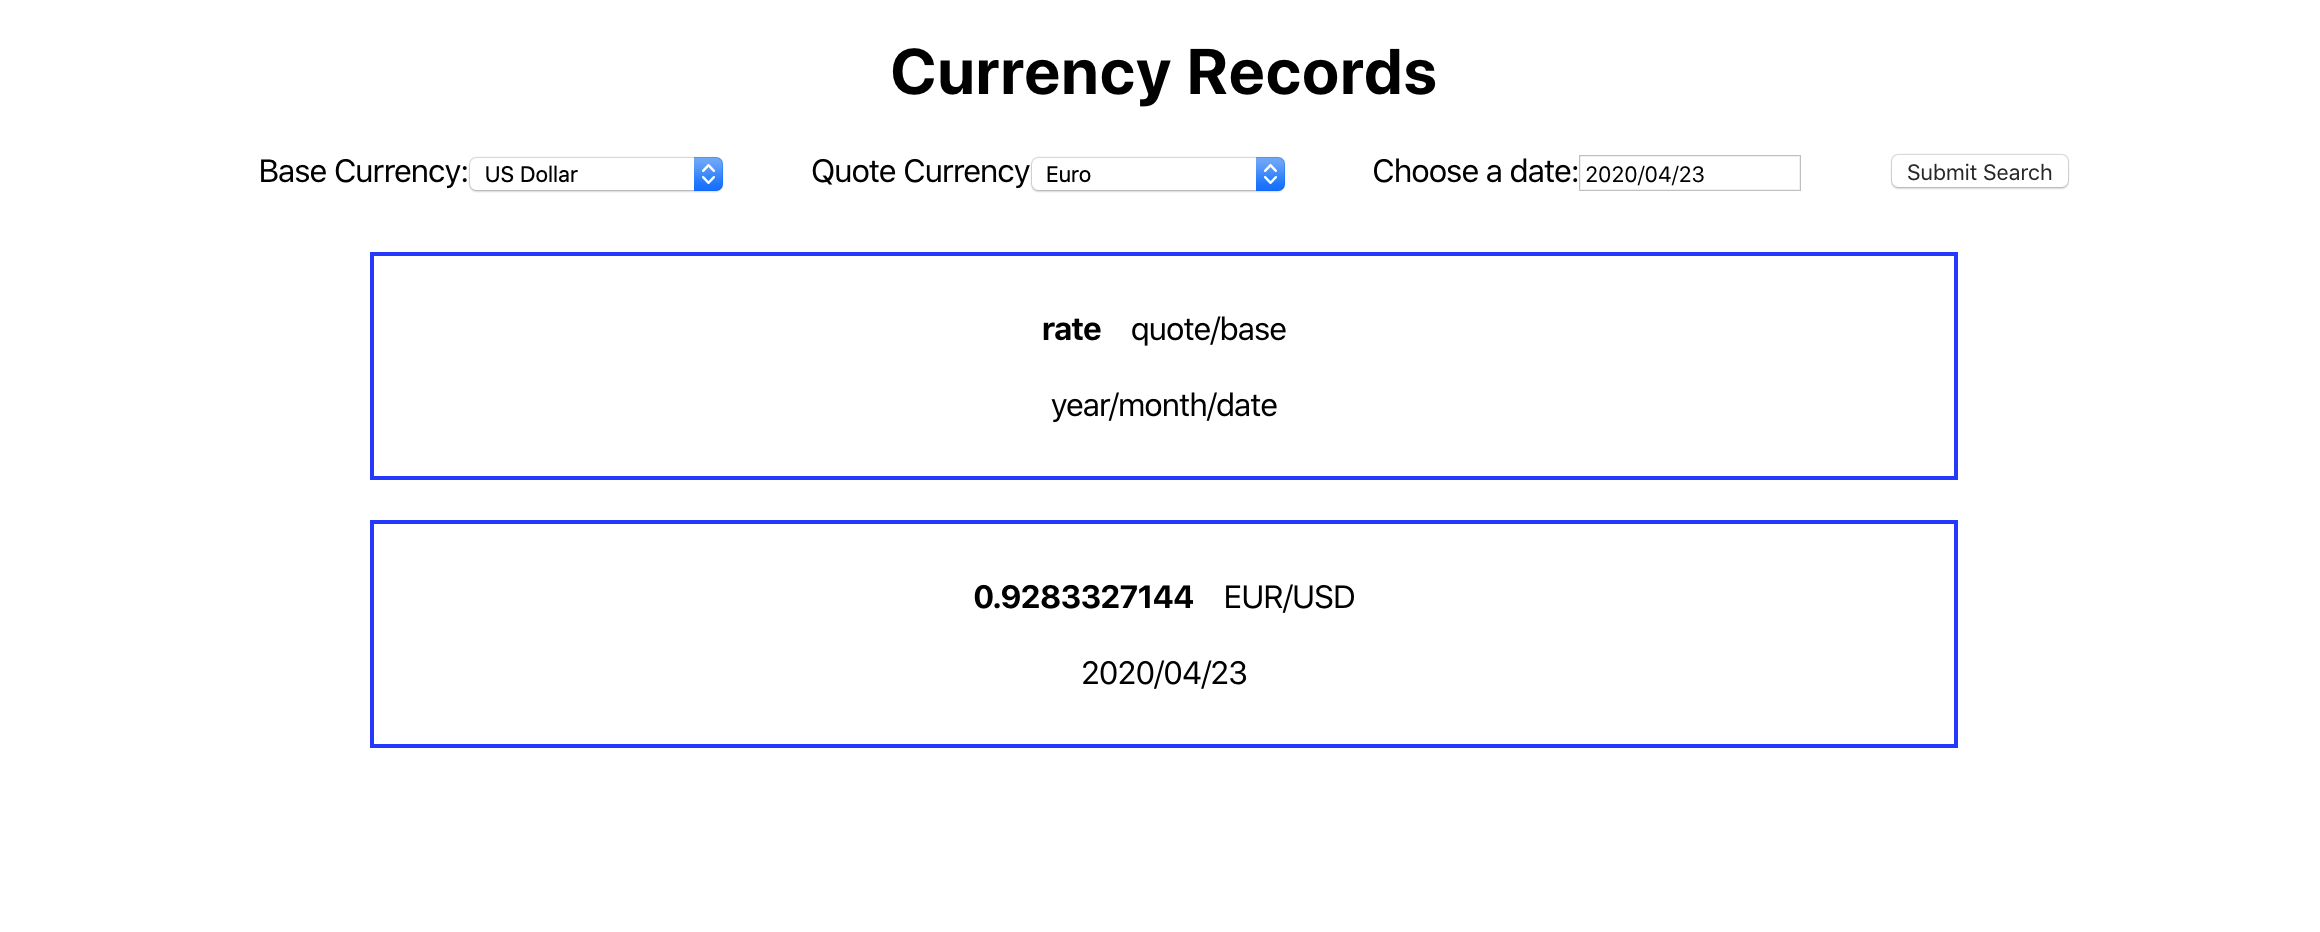 Currency Records
Base Currency: US Dollar Quote Currency Euro Choose a date: 2020/04/23 Submit Search
rate quote/base
year/month/date
0.9283327144 EUR/USD
2020/04/23